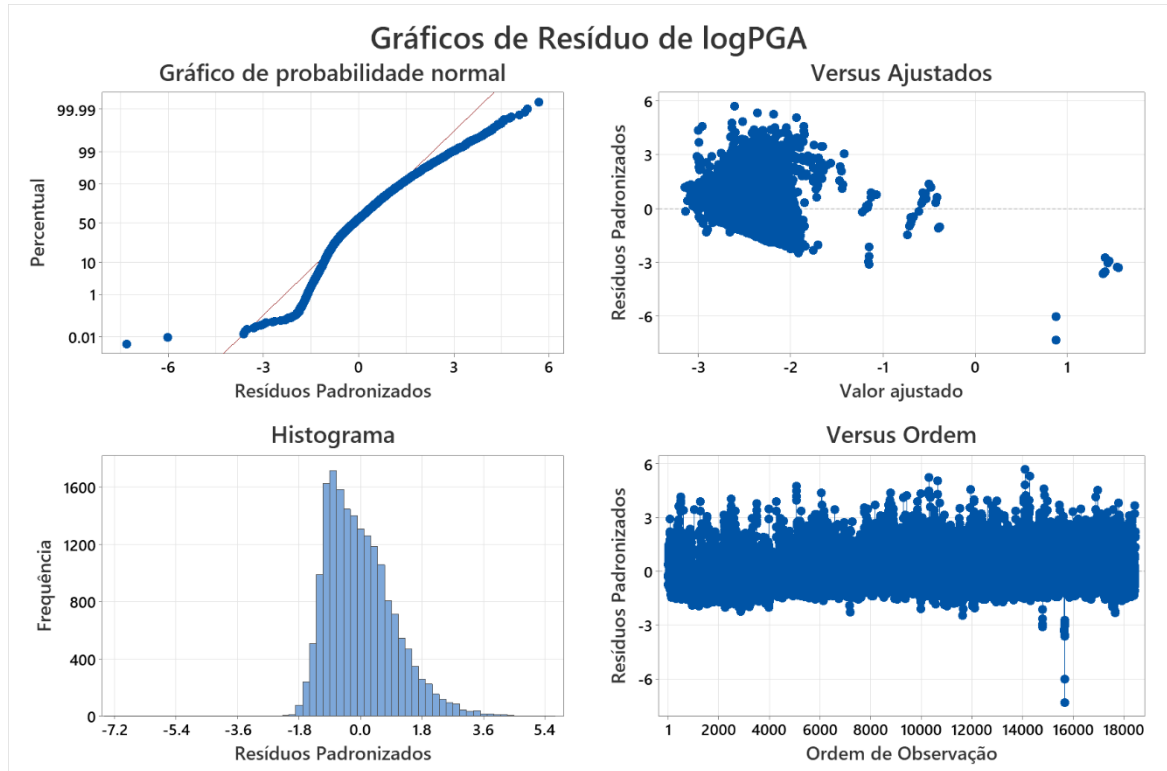 Gráficos de Resíduo de logPGA
Gráfico de probabilidade normal
99.99
99
90
50
10
1
0.01
Percentual
-6 -3 0 3 6
Resíduos Padronizados
Versus Ajustados
6
3
0
-3
-6
Resíduos Padronizados
-3 -2 -1 0 1
Valor ajustado
Histograma
1600
1200
800
400
0
Frequência
-7.2 -5.4 -3.6 -1.8 0.0 1.8 3.6 5.4
Resíduos Padronizados
Versus Ordem
6
3
0
-3
-6
Resíduos Padronizados
1 2000 4000 6000 8000 10000 12000 14000 16000 18000
Ordem de Observação